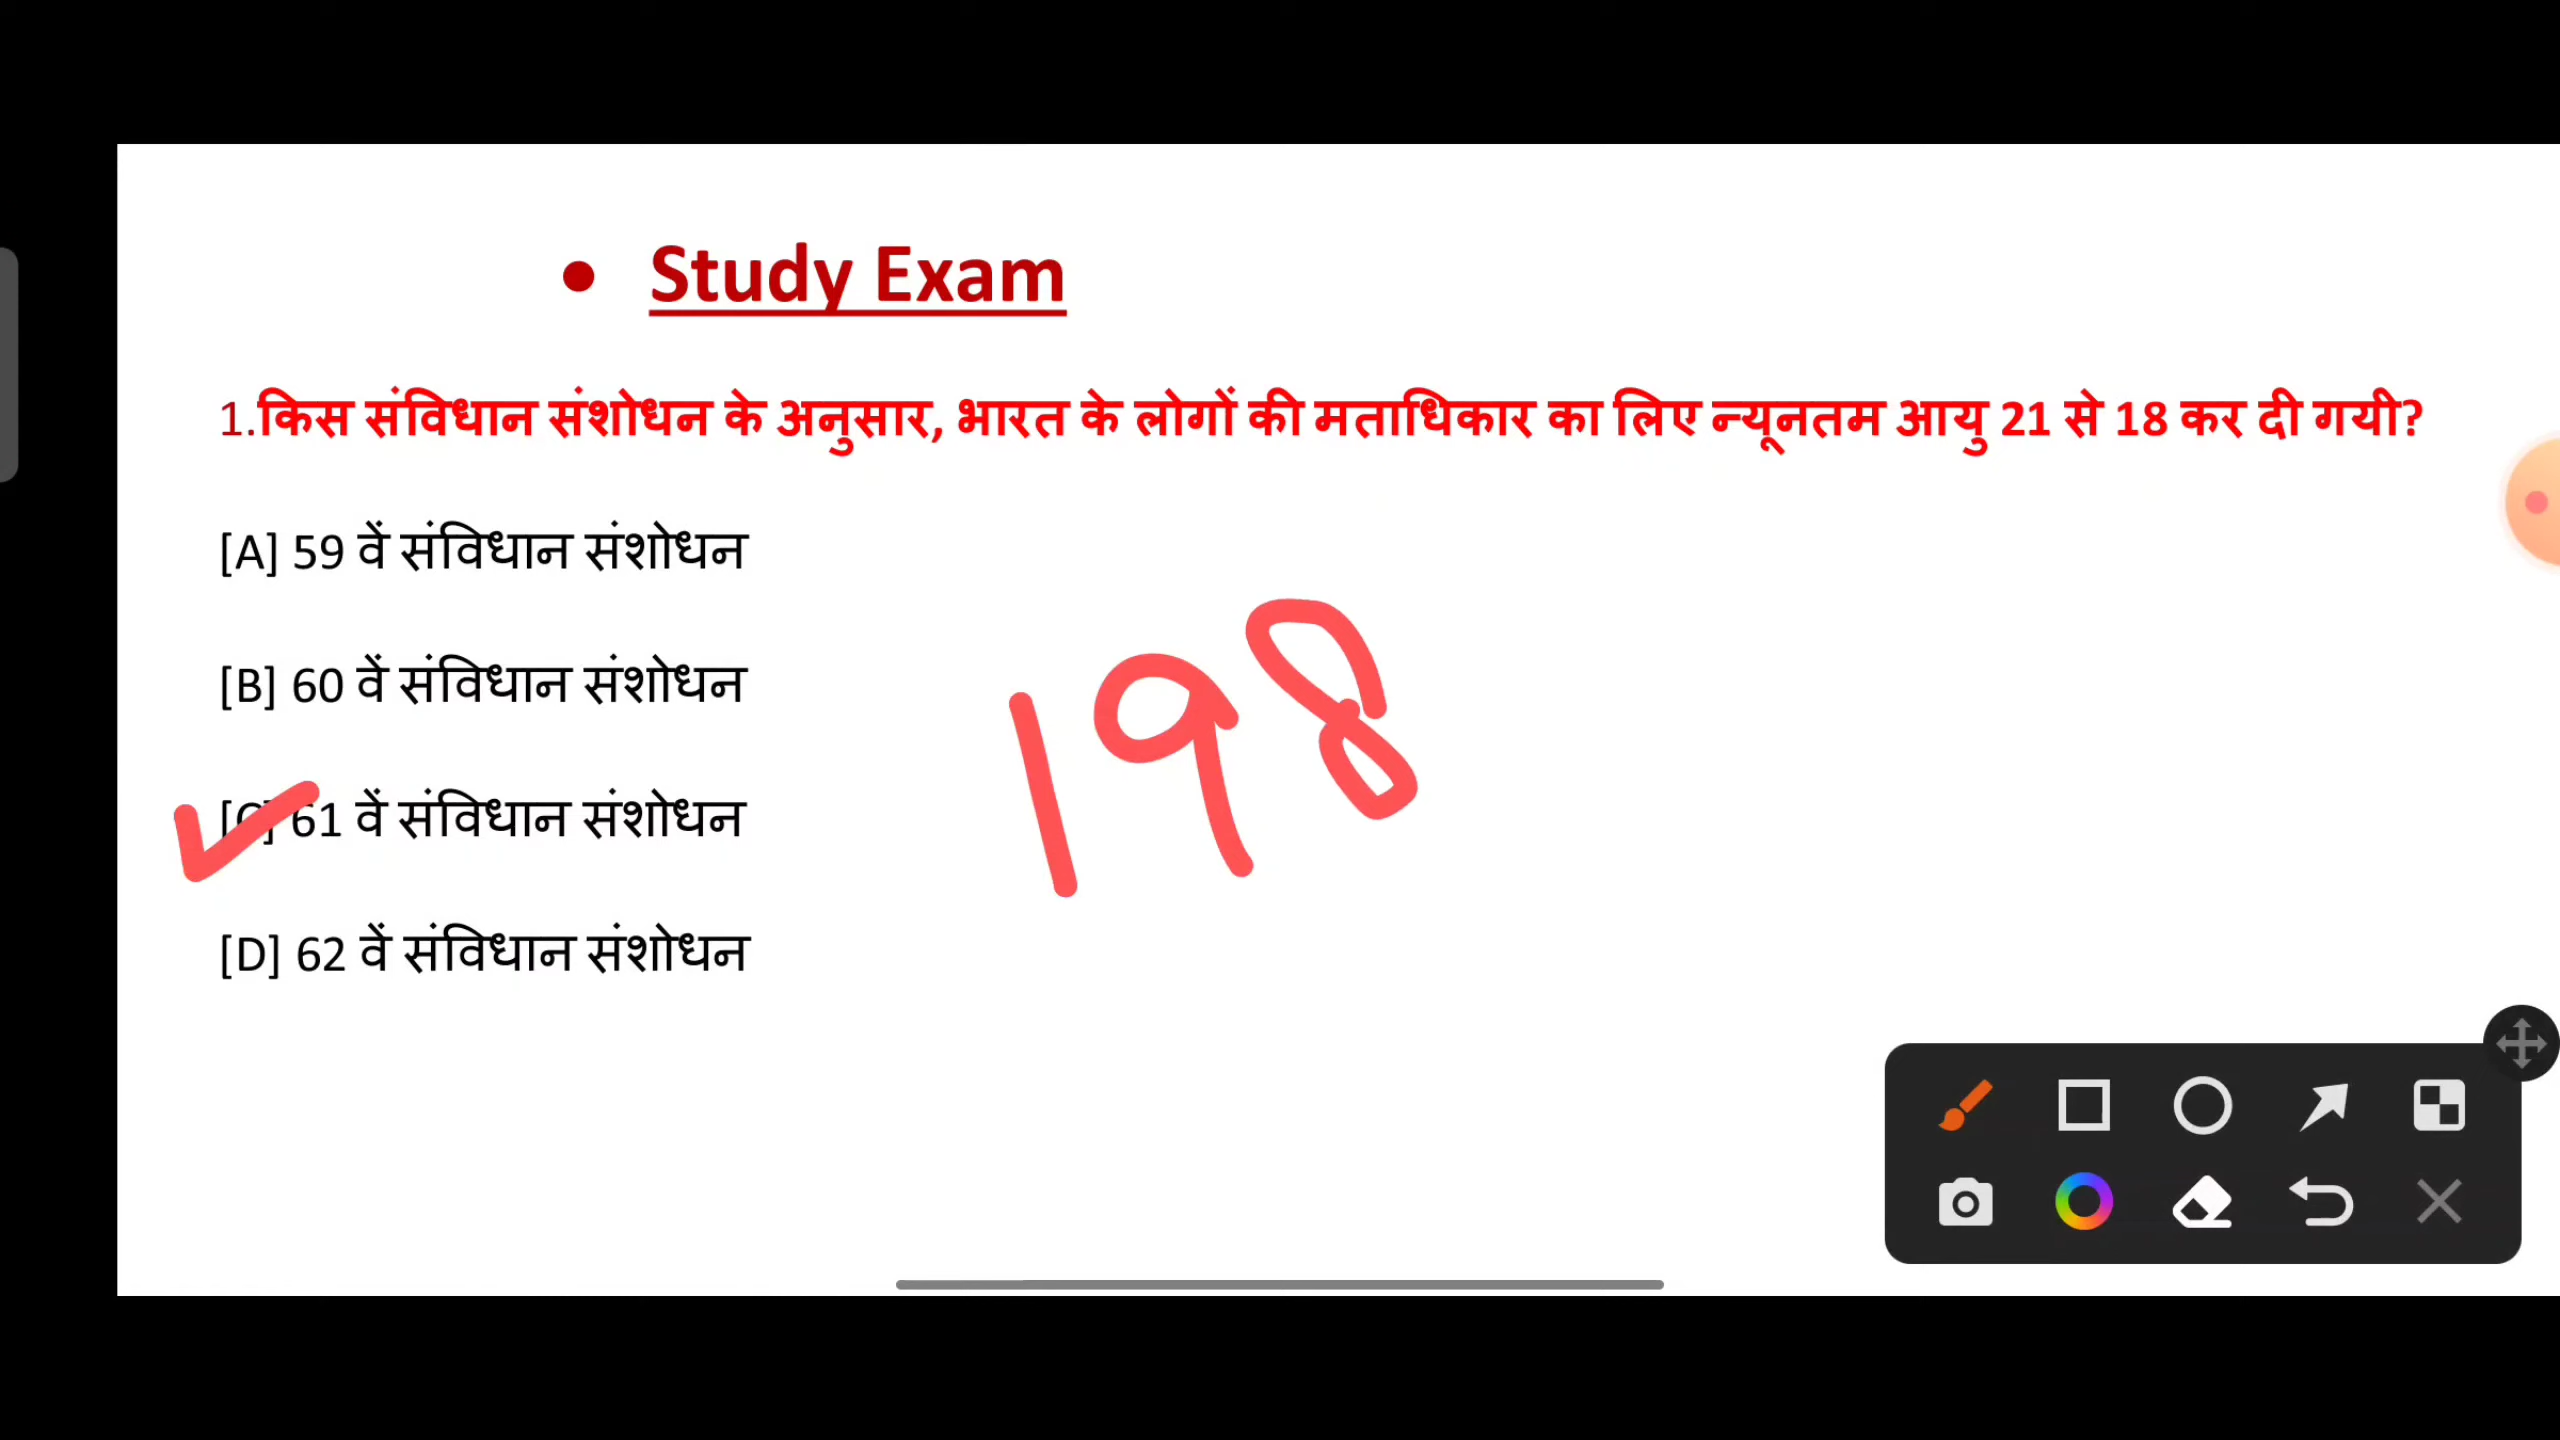 • Study Exam
1.किस संविधान संशोधन के अनुसार, भारत के लोगों की मताधिकार का लिए न्यूनतम आयु 21 से 18 कर दी गयी?
[A] 59 वें संविधान संशोधन
[B] 60 वें संविधान संशोधन
[C] 61 वें संविधान संशोधन
[D] 62 वें संविधान संशोधन
198